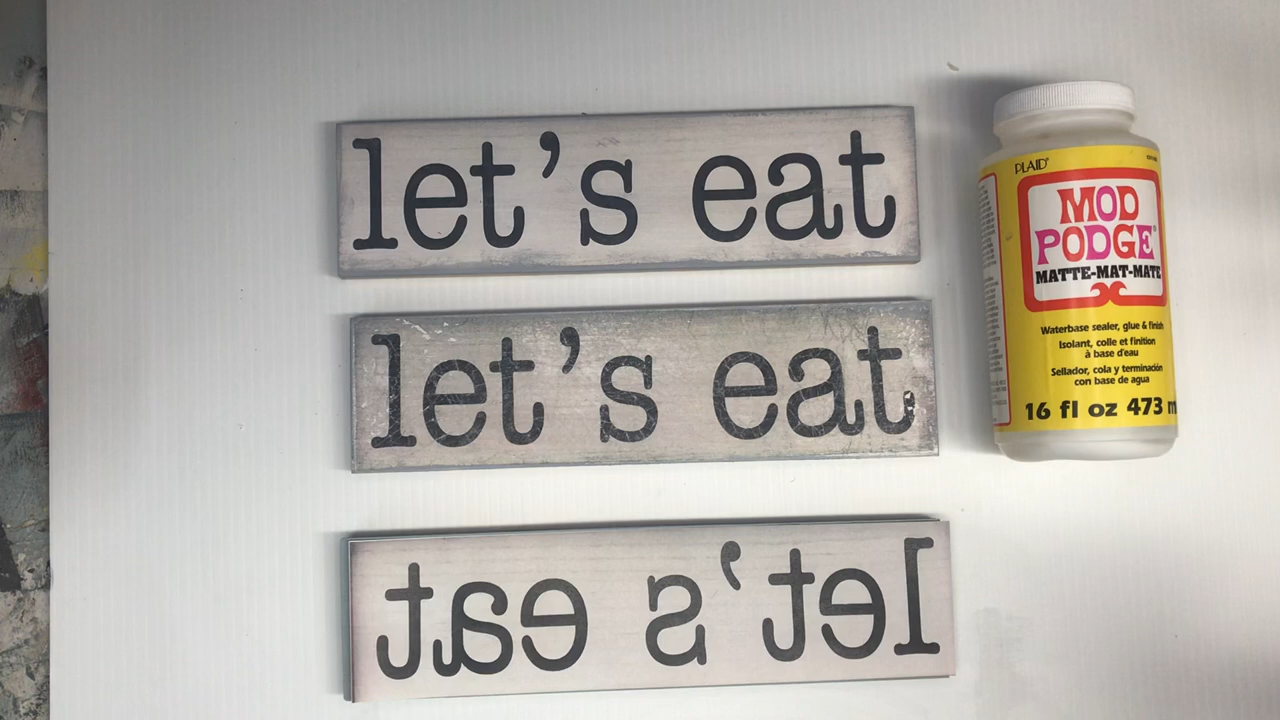 let's eat
let's eat
let's eat
PLAID®
MOD
PODGE®
MATTE-MAT-MATE
Waterbase sealer, glue & finish
Isolant, colle et finition
à base d'eau
Sellador, cola y terminación
con base de agua
16 fl oz 473 m